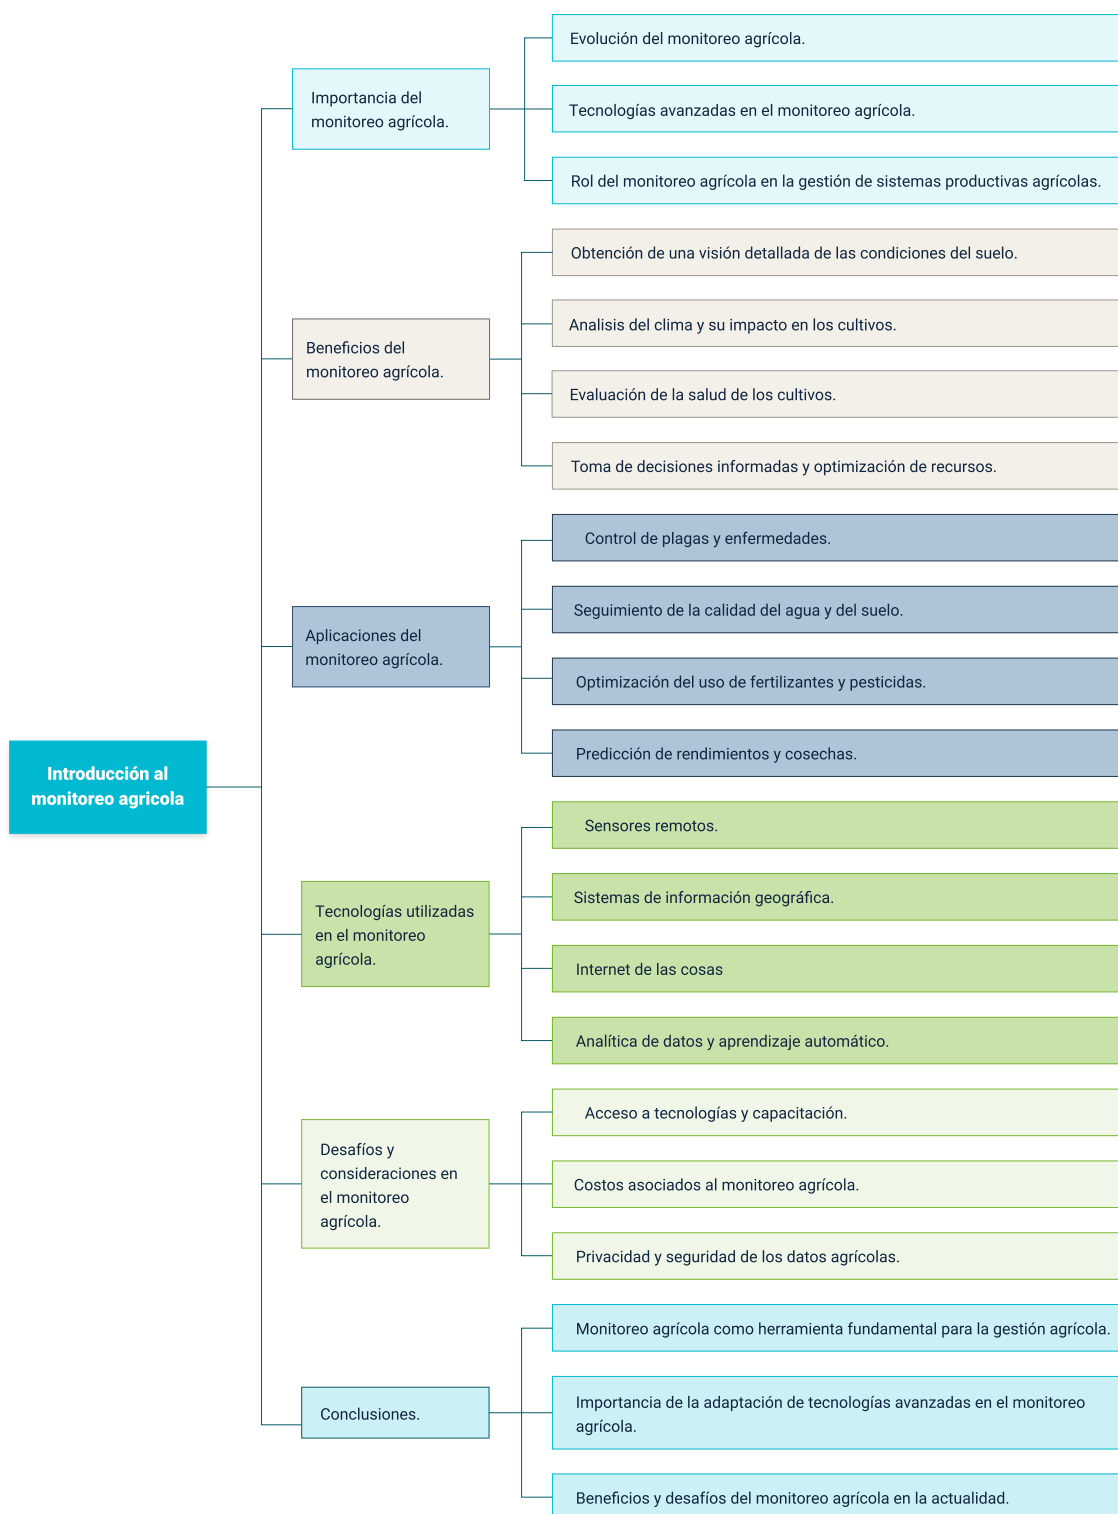 Introducción al
monitoreo agricola
Importancia del
monitoreo agrícola.
Evolución del monitoreo agrícola.
Tecnologías avanzadas en el monitoreo agrícola.
Rol del monitoreo agrícola en la gestión de sistemas productivas agrícolas.
Beneficios del
monitoreo agrícola.
Obtención de una visión detallada de las condiciones del suelo.
Analisis del clima y su impacto en los cultivos.
Evaluación de la salud de los cultivos.
Toma de decisiones informadas y optimización de recursos.
Aplicaciones del
monitoreo agrícola.
Control de plagas y enfermedades.
Seguimiento de la calidad del agua y del suelo.
Optimización del uso de fertilizantes y pesticidas.
Predicción de rendimientos y cosechas.
Tecnologías utilizadas
en el monitoreo
agrícola.
Sensores remotos.
Sistemas de información geográfica.
Internet de las cosas
Analítica de datos y aprendizaje automático.
Desafíos y
consideraciones en
el monitoreo
agrícola.
Acceso a tecnologías y capacitación.
Costos asociados al monitoreo agrícola.
Privacidad y seguridad de los datos agrícolas.
Conclusiones.
Monitoreo agrícola como herramienta fundamental para la gestión agrícola.
Importancia de la adaptación de tecnologías avanzadas en el monitoreo
agrícola.
Beneficios y desafíos del monitoreo agrícola en la actualidad.